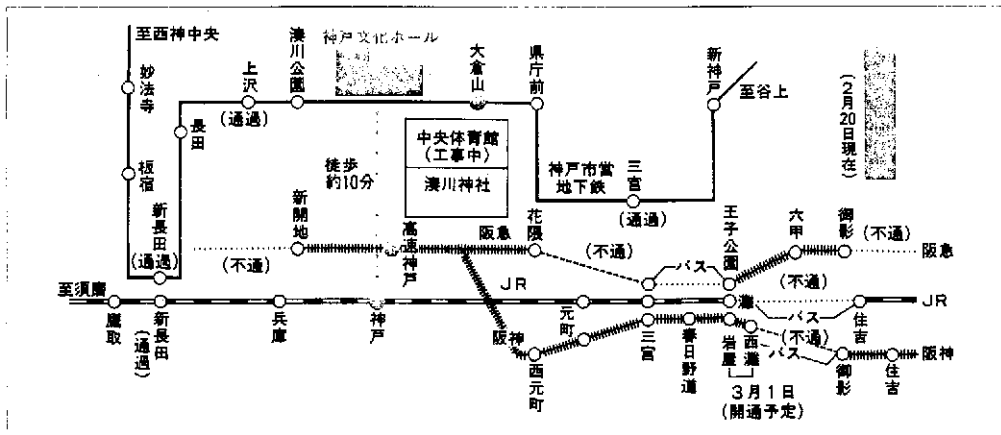 至西神中央
妙法寺
板宿
新長田
(通過)
長田
上沢
(通過)
湊川公園
神戸文化ホール
大倉山
県庁前
新神戸
至谷上
(2月20日現在)
中央体育館
(工事中)
湊川神社
徒歩
約10分
神戸市営
地下鉄
三宮
(通過)
新開地
(不通)
高速神戸
阪急
花隈
(不通)
バス
王子公園
六甲
御影
(不通)
(不通)
阪急
至須磨
鷹取
新長田
(通過)
兵庫
神戸
JR
元町
灘
バス
住吉
JR
阪神
西元町
三宮
春日野道
岩屋
西灘
(不通)
バス
御影
住吉
阪神
3月1日
(開通予定)